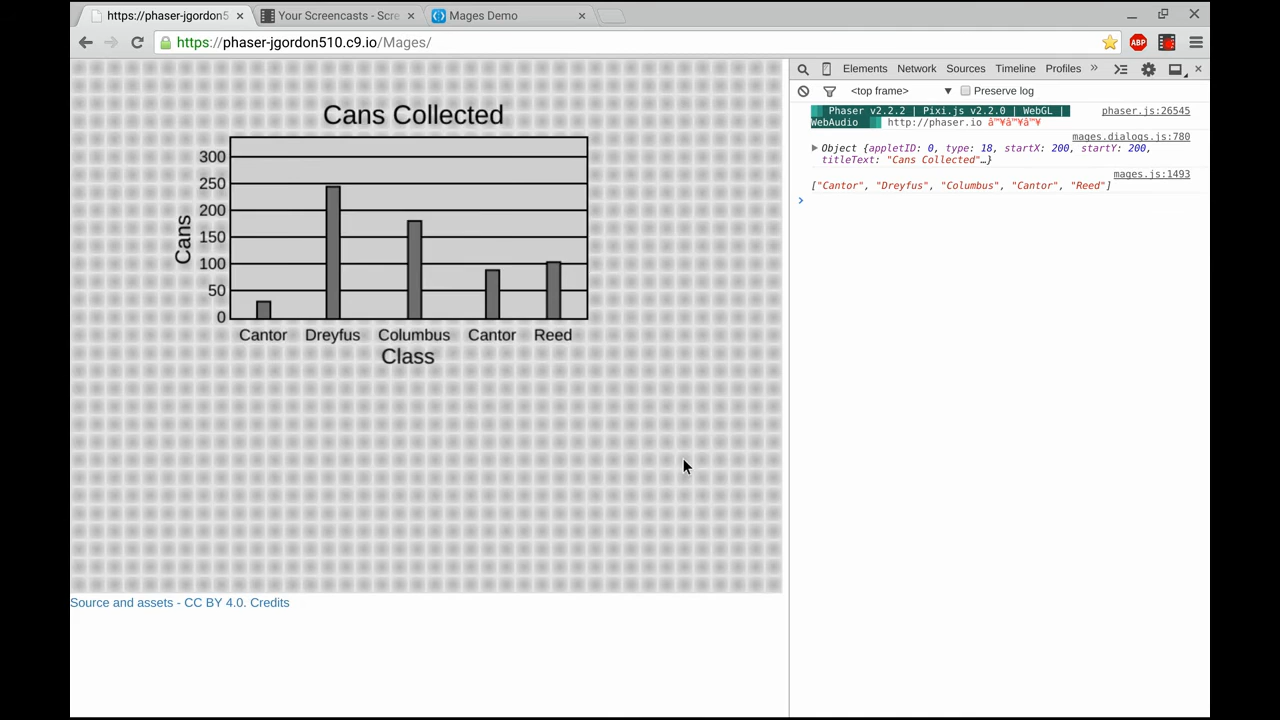 https://phaser-jgordon5
Your Screencasts - Scre
Mages Demo
https://phaser-jgordon510.c9.io/Mages/
ABP
Elements Network Sources Timeline Profiles »
<top frame> Preserve log
Phaser v2.2.2 | Pixi.js v2.2.0 | WebGL | phaser.js:26545
WebAudio http://phaser.io â™¥â™¥â™¥
mages.dialogs.js:780
Object {appletID: 0, type: 18, startX: 200, startY: 200,
titleText: "Cans Collected"…}
mages.js:1493
["Cantor", "Dreyfus", "Columbus", "Cantor", "Reed"]
Cans Collected
300
250
200
150
100
50
0
Cans
Cantor Dreyfus Columbus Cantor Reed
Class
Source and assets - CC BY 4.0. Credits